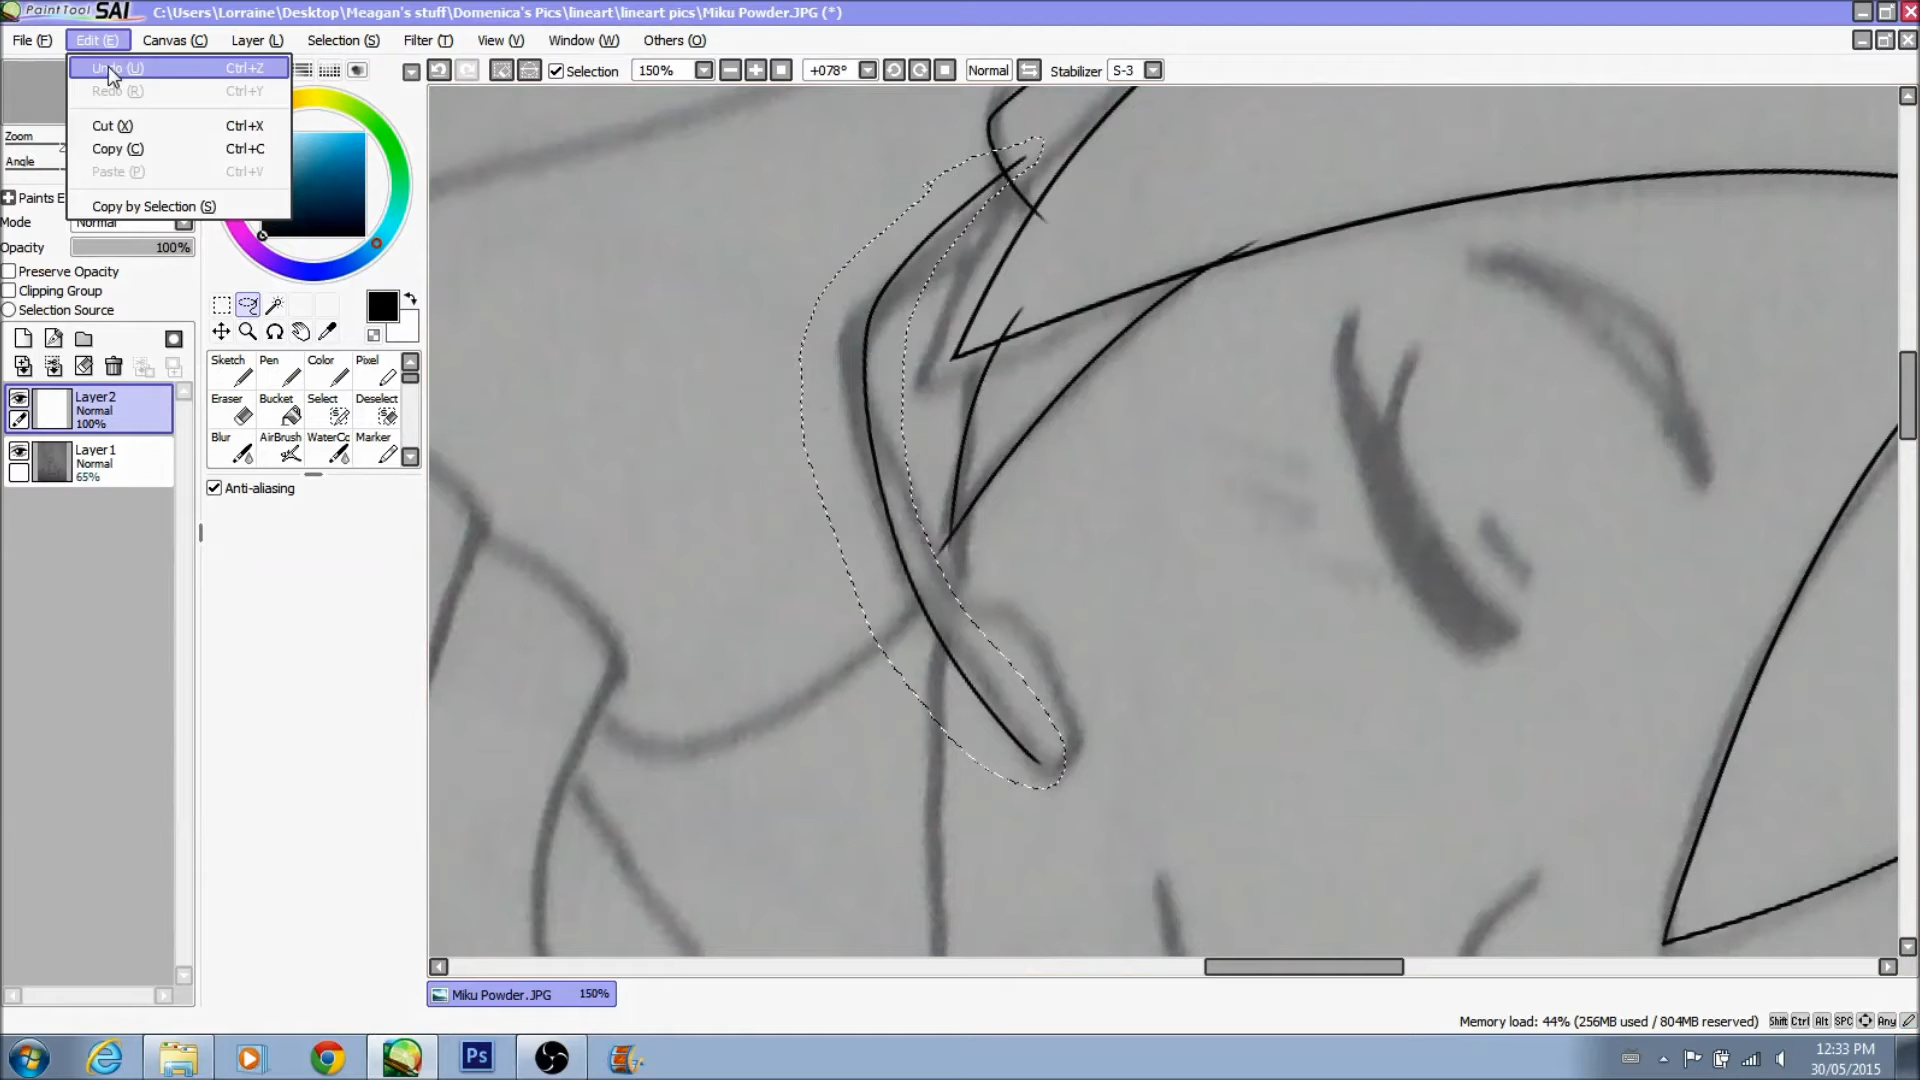 PaintTool SAI C:\Users\Lorraine\Desktop\Meagan's stuff\Domenica's Pics\lineart\lineart pics\Miku Powder.JPG (*)
File (F) Edit (E) Canvas (C) Layer (L) Selection (S) Filter (T) View (V) Window (W) Others (O)
Undo (U) Ctrl+Z
Redo (R) Ctrl+Y
Cut (X) Ctrl+X
Copy (C) Ctrl+C
Paste (P) Ctrl+V
Copy by Selection (S)
Selection 150% +078° Normal Stabilizer S-3
Zoom
Angle
Paints E
Mode Normal
Opacity 100%
Preserve Opacity
Clipping Group
Selection Source
Layer2
Normal
100%
Layer1
Normal
65%
Sketch Pen Color Pixel
Eraser Bucket Select Deselect
Blur AirBrush WaterCo Marker
Anti-aliasing
Miku Powder.JPG 150%
Memory load: 44% (256MB used / 804MB reserved) Shift Ctrl Alt SPC Any
Ps
12:33 PM
30/05/2015